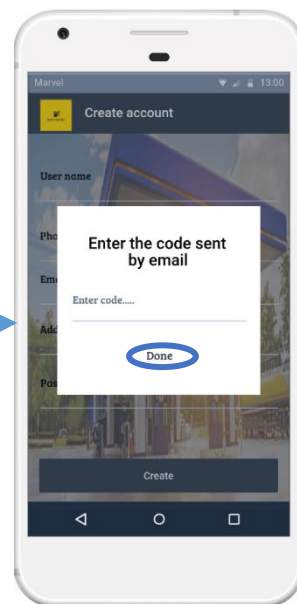 Marvel 13:00
Create account
User name
Pho
Enter the code sent
by email
Ema
Enter code.....
Add
Done
Pas
Create